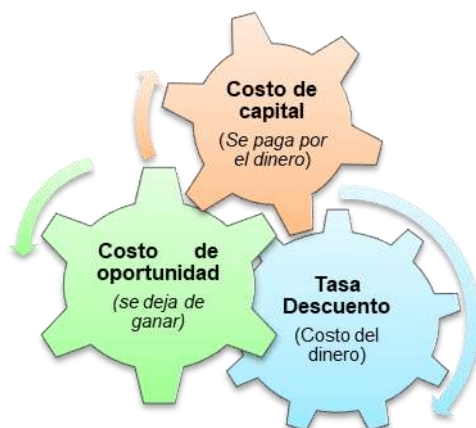 Costo de
capital
(Se paga por
el dinero)
Costo de
oportunidad
(se deja de
ganar)
Tasa
Descuento
(Costo del
dinero)